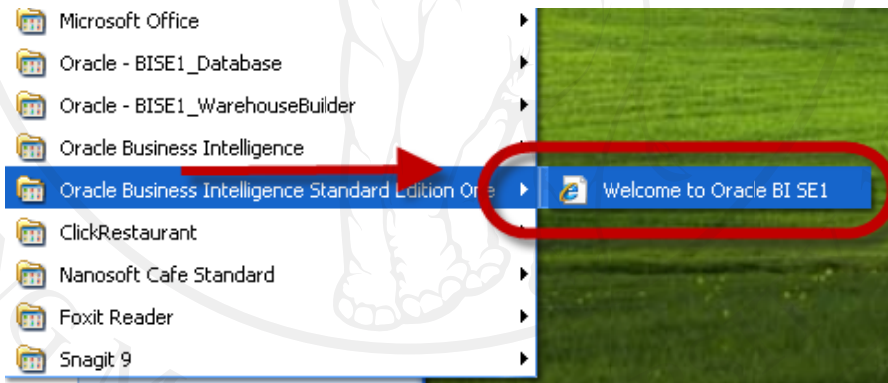 Microsoft Office
Oracle - BISE1_Database
Oracle - BISE1_WarehouseBuilder
Oracle Business Intelligence
Oracle Business Intelligence Standard Edition One
Welcome to Oracle BI SE1
ClickRestaurant
Nanosoft Cafe Standard
Foxit Reader
Snagit 9